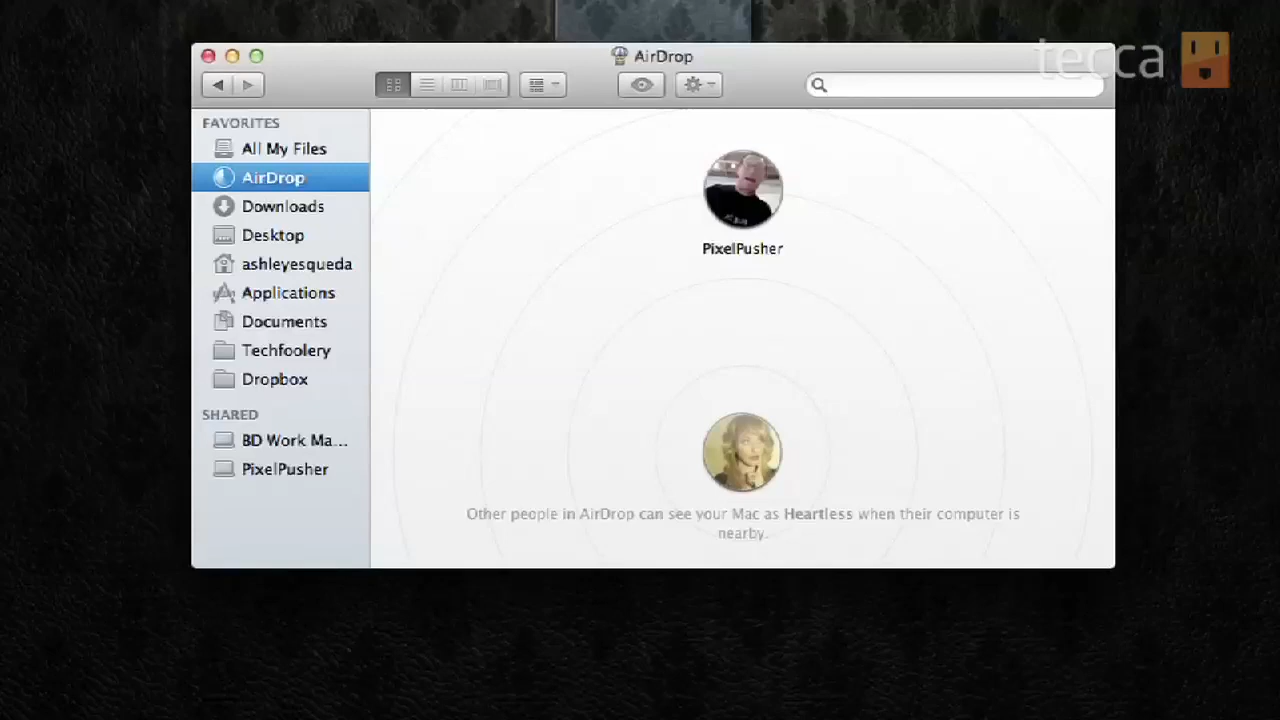 tecca
AirDrop
FAVORITES
All My Files
AirDrop
Downloads
Desktop
ashleyesqueda
Applications
Documents
Techfoolery
Dropbox
SHARED
BD Work Ma...
PixelPusher
PixelPusher
Other people in AirDrop can see your Mac as Heartless when their computer is
nearby.